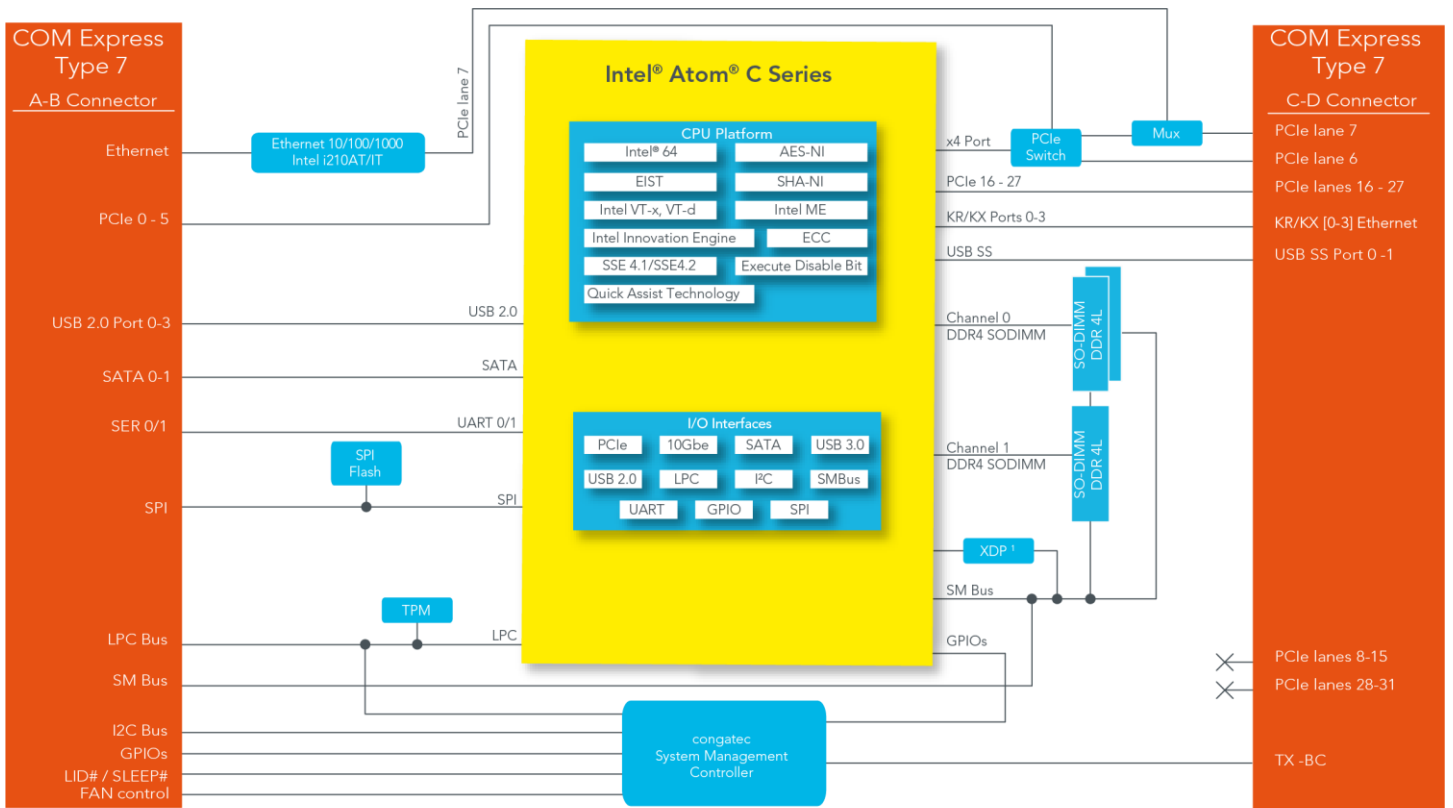 COM Express
Type 7
A-B Connector
Ethernet
PCIe 0 - 5
USB 2.0 Port 0-3
SATA 0-1
SER 0/1
SPI
LPC Bus
SM Bus
I2C Bus
GPIOs
LID# / SLEEP#
FAN control
Ethernet 10/100/1000
Intel i210AT/IT
PCIe lane 7
USB 2.0
SATA
UART 0/1
SPI
Flash
SPI
TPM
LPC
Intel® Atom® C Series
CPU Platform
Intel® 64
AES-NI
EIST
SHA-NI
Intel VT-x, VT-d
Intel ME
Intel Innovation Engine
ECC
SSE 4.1/SSE4.2
Execute Disable Bit
Quick Assist Technology
I/O Interfaces
PCIe
10Gbe
SATA
USB 3.0
USB 2.0
LPC
I²C
SMBus
UART
GPIO
SPI
congatec
System Management
Controller
x4 Port
PCIe
Switch
Mux
PCIe 16 - 27
KR/KX Ports 0-3
USB SS
Channel 0
DDR4 SODIMM
SO-DIMM
DDR 4L
Channel 1
DDR4 SODIMM
SO-DIMM
DDR 4L
XDP ¹
SM Bus
GPIOs
COM Express
Type 7
C-D Connector
PCIe lane 7
PCIe lane 6
PCIe lanes 16 - 27
KR/KX [0-3] Ethernet
USB SS Port 0 -1
PCIe lanes 8-15
PCIe lanes 28-31
TX -BC